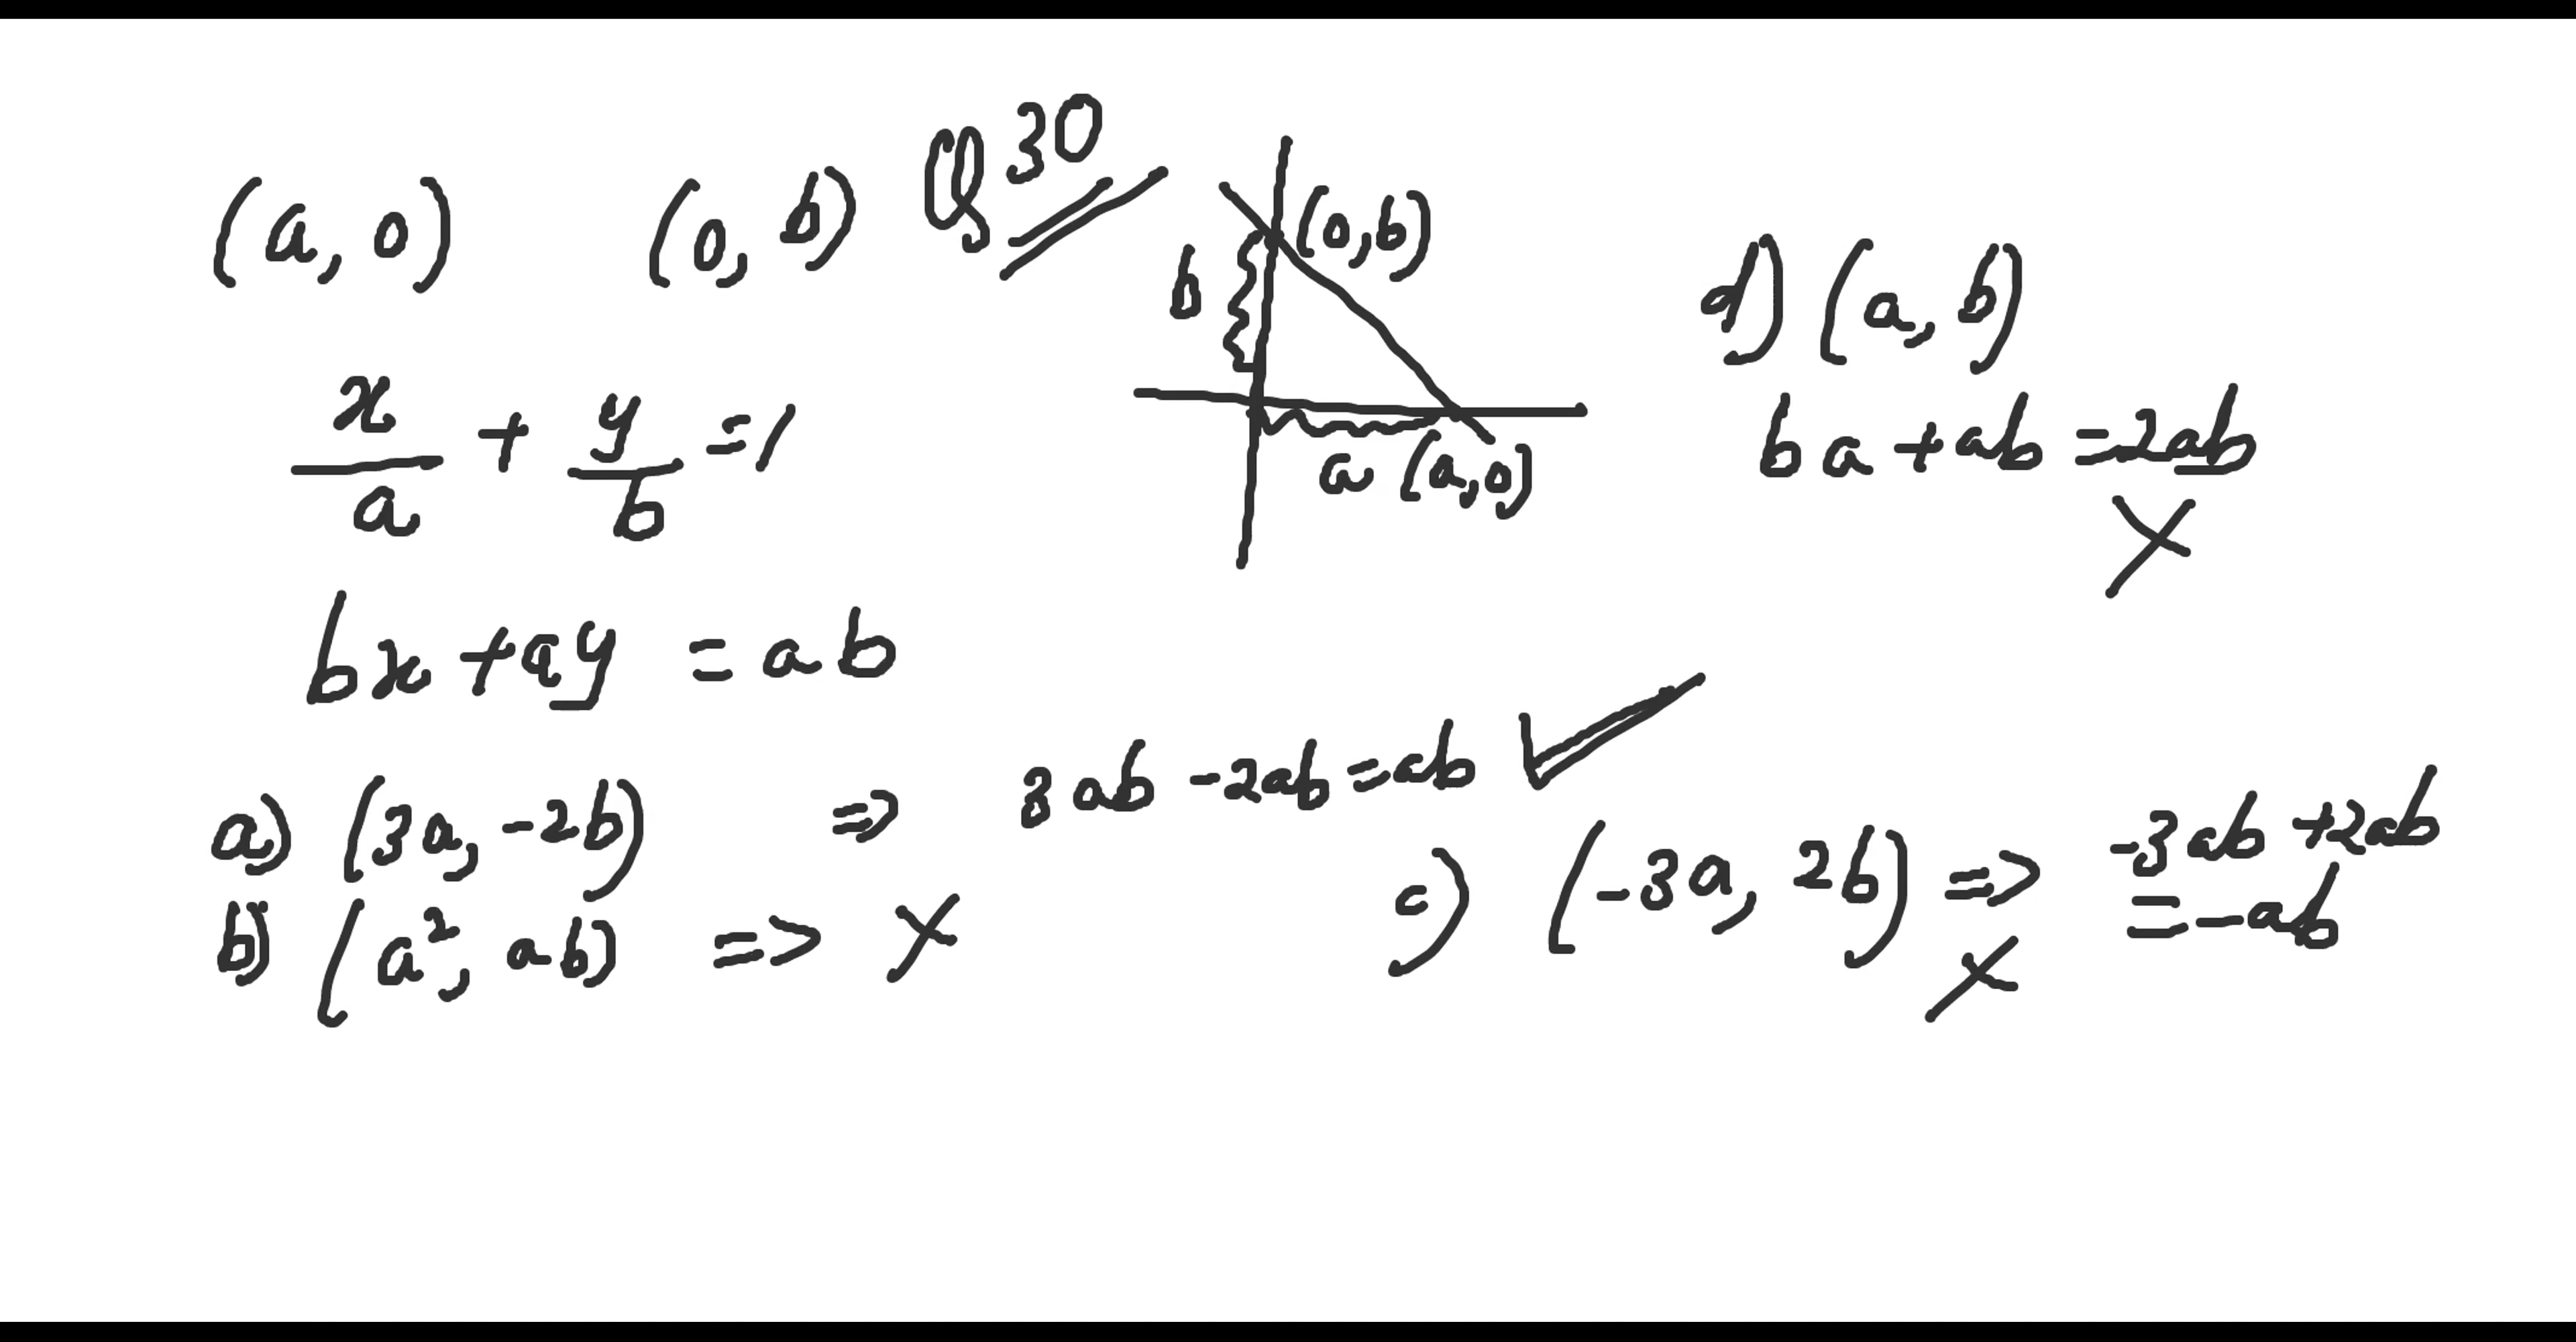 Q 30
(a, 0) (0, b)
x/a + y/b = 1
bx + ay = ab
(0,b)
b
a (a,0)
d) (a, b)
ba + ab = 2ab
×
a) (3a, -2b) => 3ab - 2ab = ab ✓
b) (a², ab) => ×
c) (-3a, 2b) => -3ab + 2ab
= -ab
×